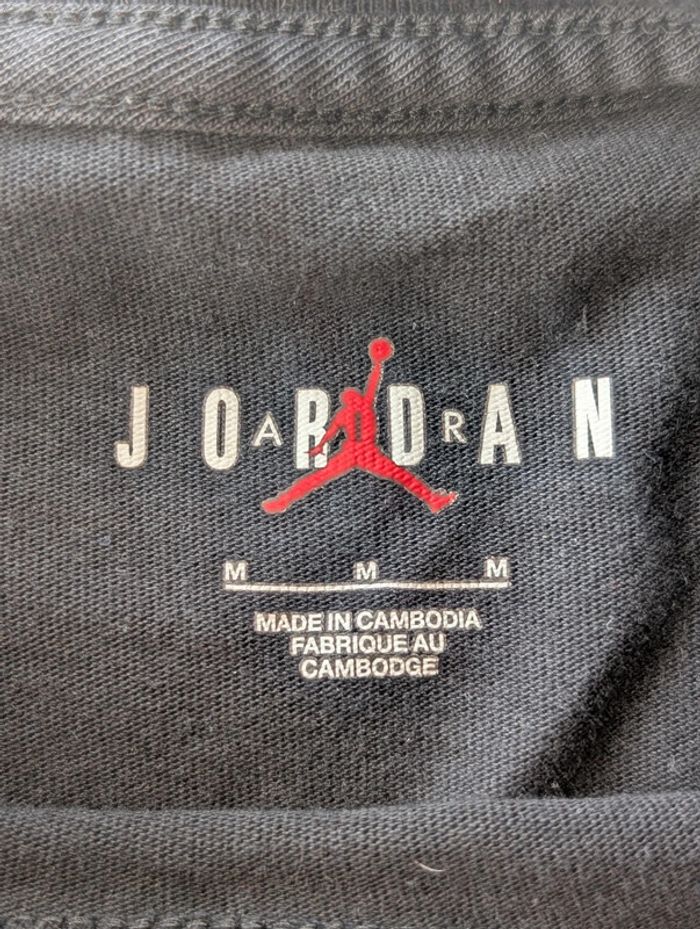 JORDAN
AIR
M M M
MADE IN CAMBODIA
FABRIQUE AU
CAMBODGE